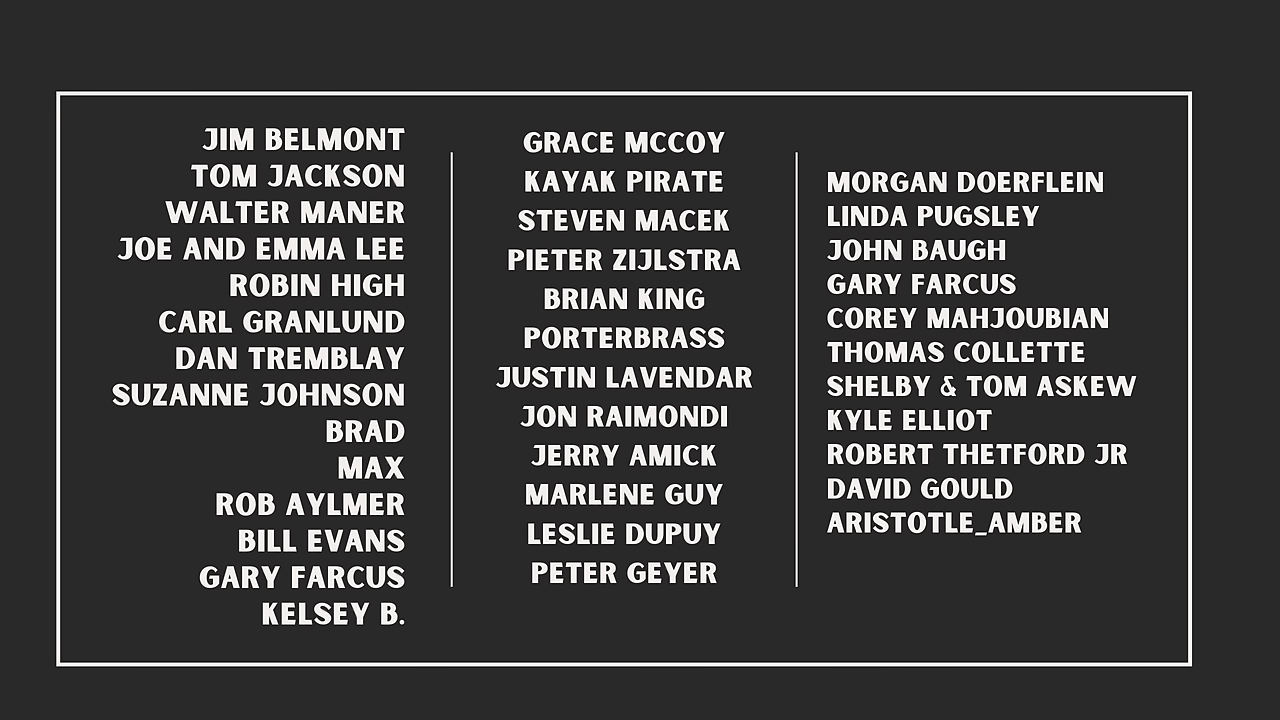 JIM BELMONT
TOM JACKSON
WALTER MANER
JOE AND EMMA LEE
ROBIN HIGH
CARL GRANLUND
DAN TREMBLAY
SUZANNE JOHNSON
BRAD
MAX
ROB AYLMER
BILL EVANS
GARY FARCUS
KELSEY B.
GRACE MCCOY
KAYAK PIRATE
STEVEN MACEK
PIETER ZIJLSTRA
BRIAN KING
PORTERBRASS
JUSTIN LAVENDAR
JON RAIMONDI
JERRY AMICK
MARLENE GUY
LESLIE DUPUY
PETER GEYER
MORGAN DOERFLEIN
LINDA PUGSLEY
JOHN BAUGH
GARY FARCUS
COREY MAHJOUBIAN
THOMAS COLLETTE
SHELBY & TOM ASKEW
KYLE ELLIOT
ROBERT THETFORD JR
DAVID GOULD
ARISTOTLE_AMBER